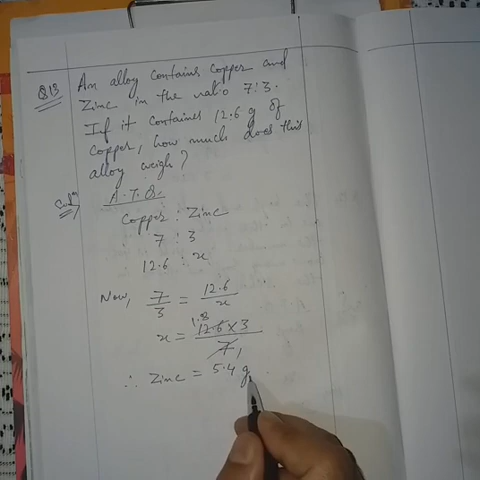 Q13 An alloy contains Copper and
Zinc in the ratio 7:3.
If it contains 12.6 g of
copper, how much does this
alloy weigh?
Solⁿ A.T.Q.
Copper : Zinc
7 : 3
12.6 : x
Now, 7/3 = 12.6/x
1.8
x = 12.6 × 3 / 7 1
∴ Zinc = 5.4 g